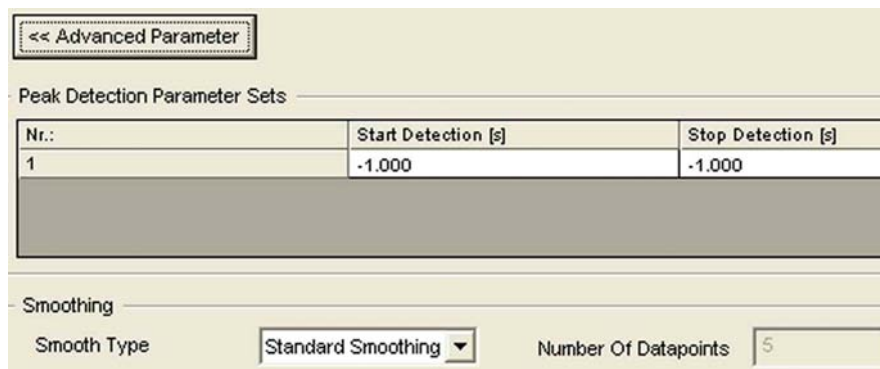 << Advanced Parameter
Peak Detection Parameter Sets
Nr.: Start Detection [s] Stop Detection [s]
1 -1.000 -1.000
Smoothing
Smooth Type Standard Smoothing Number Of Datapoints 5